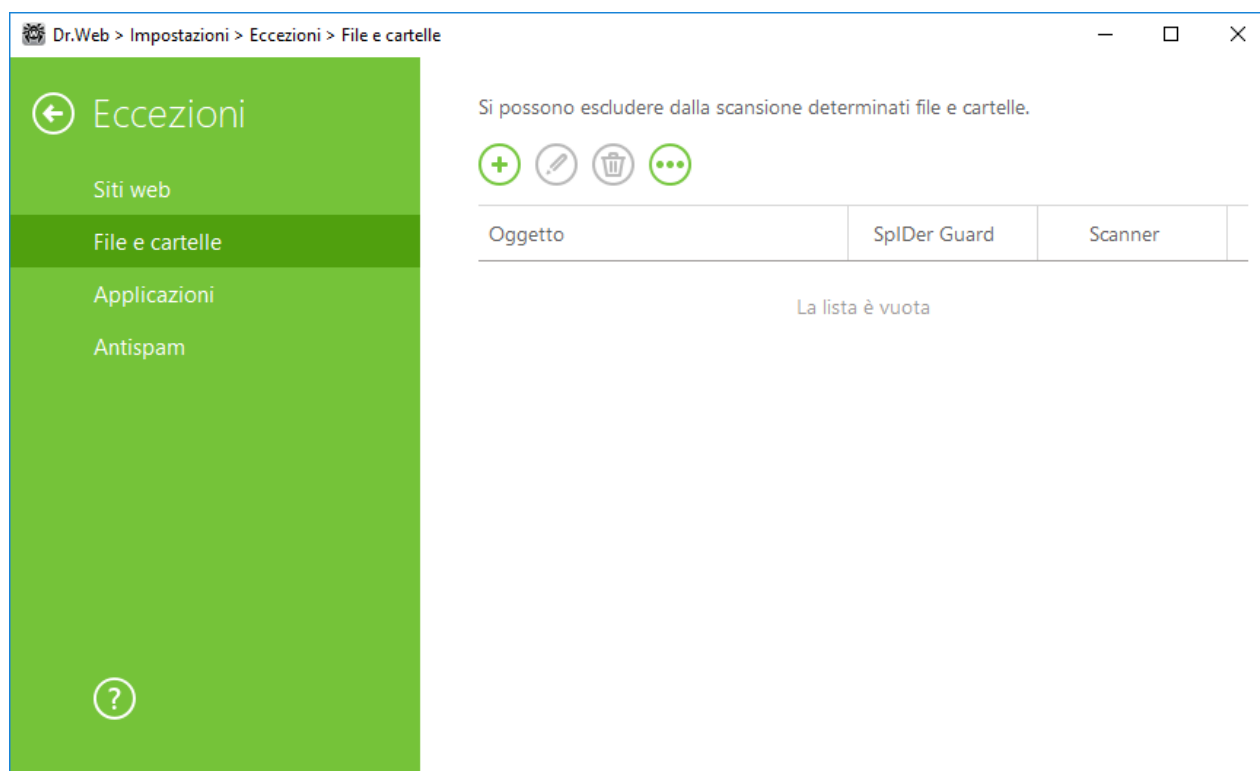 Dr.Web > Impostazioni > Eccezioni > File e cartelle
Eccezioni
Siti web
File e cartelle
Applicazioni
Antispam
?
Si possono escludere dalla scansione determinati file e cartelle.
Oggetto SpIDer Guard Scanner
La lista è vuota